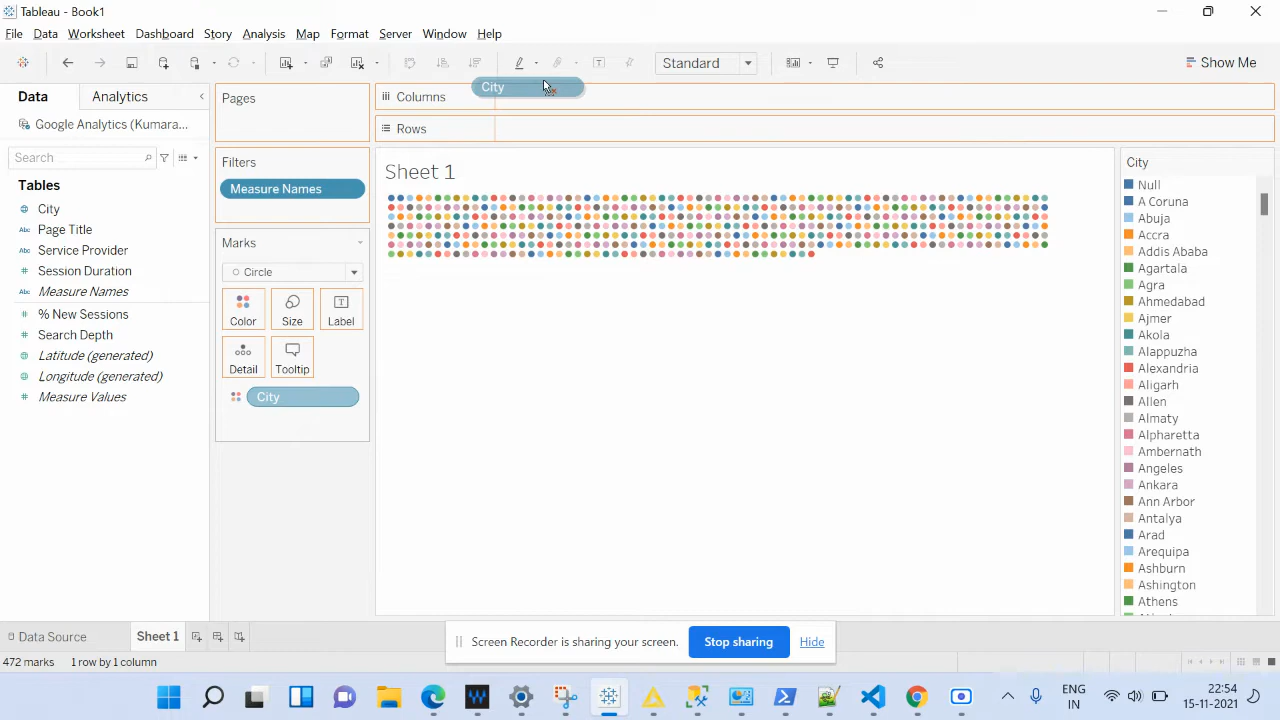 Tableau - Book1
File Data Worksheet Dashboard Story Analysis Map Format Server Window Help
Standard
Show Me
City
Data
Analytics
Google Analytics (Kumara...
Search
Tables
City
Abc Page Title
Abc Service Provider
Session Duration
Abc Measure Names
% New Sessions
Search Depth
Latitude (generated)
Longitude (generated)
Measure Values
Pages
Filters
Measure Names
Marks
Circle
Color
Size
Label
Detail
Tooltip
City
Columns
Rows
Sheet 1
City
Null
A Coruna
Abuja
Accra
Addis Ababa
Agartala
Agra
Ahmedabad
Ajmer
Akola
Alappuzha
Alexandria
Aligarh
Allen
Almaty
Alpharetta
Ambernath
Angeles
Ankara
Ann Arbor
Antalya
Arad
Arequipa
Ashburn
Ashington
Athens
Data Source
Sheet 1
Screen Recorder is sharing your screen.
Stop sharing
Hide
472 marks
1 row by 1 column
ENG
IN
22:54
15-11-2021